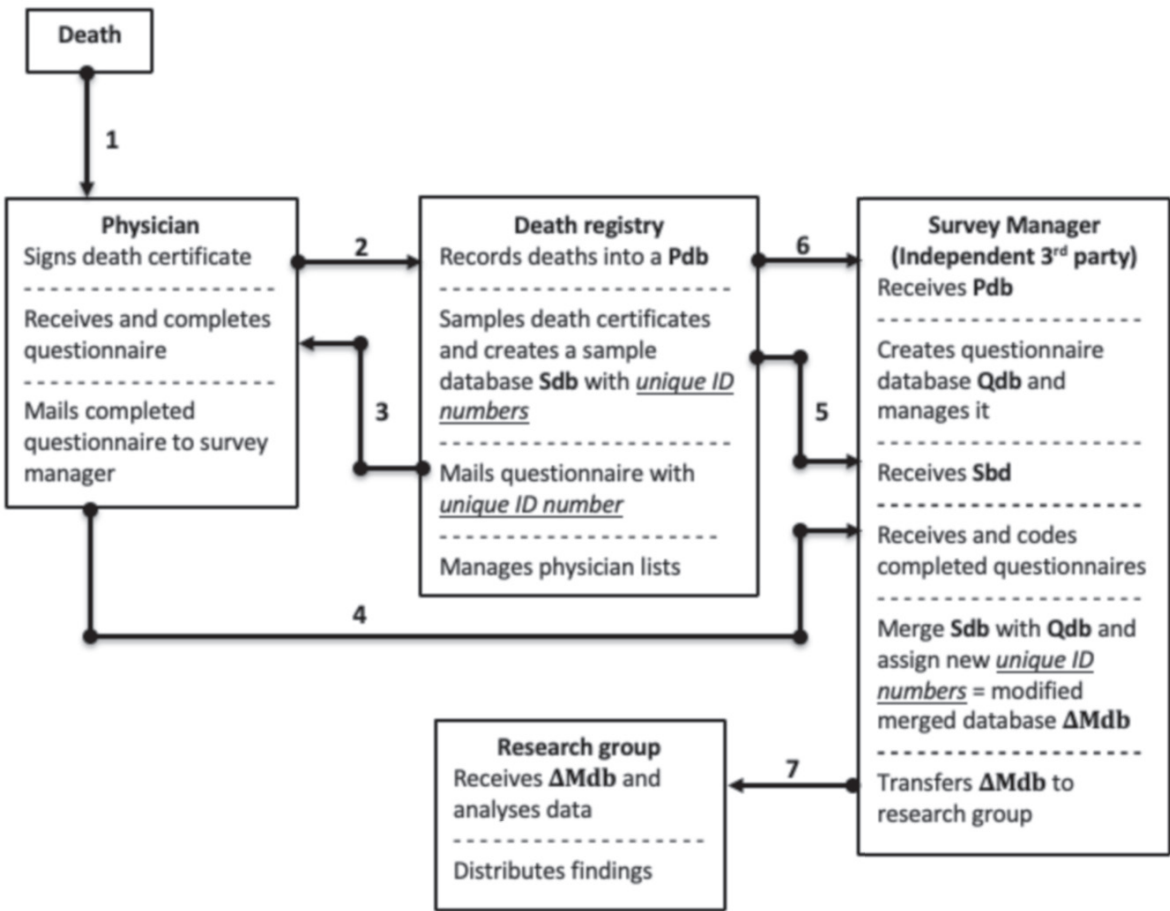 Death
1
Physician
Signs death certificate
Receives and completes
questionnaire
Mails completed
questionnaire to survey
manager
2
3
Death registry
Records deaths into a Pdb
Samples death certificates
and creates a sample
database Sdb with unique ID
numbers
Mails questionnaire with
unique ID number
Manages physician lists
6
5
4
Survey Manager
(Independent 3rd party)
Receives Pdb
Creates questionnaire
database Qdb and
manages it
Receives Sbd
Receives and codes
completed questionnaires
Merge Sdb with Qdb and
assign new unique ID
numbers = modified
merged database ΔMdb
Transfers ΔMdb to
research group
7
Research group
Receives ΔMdb and
analyses data
Distributes findings